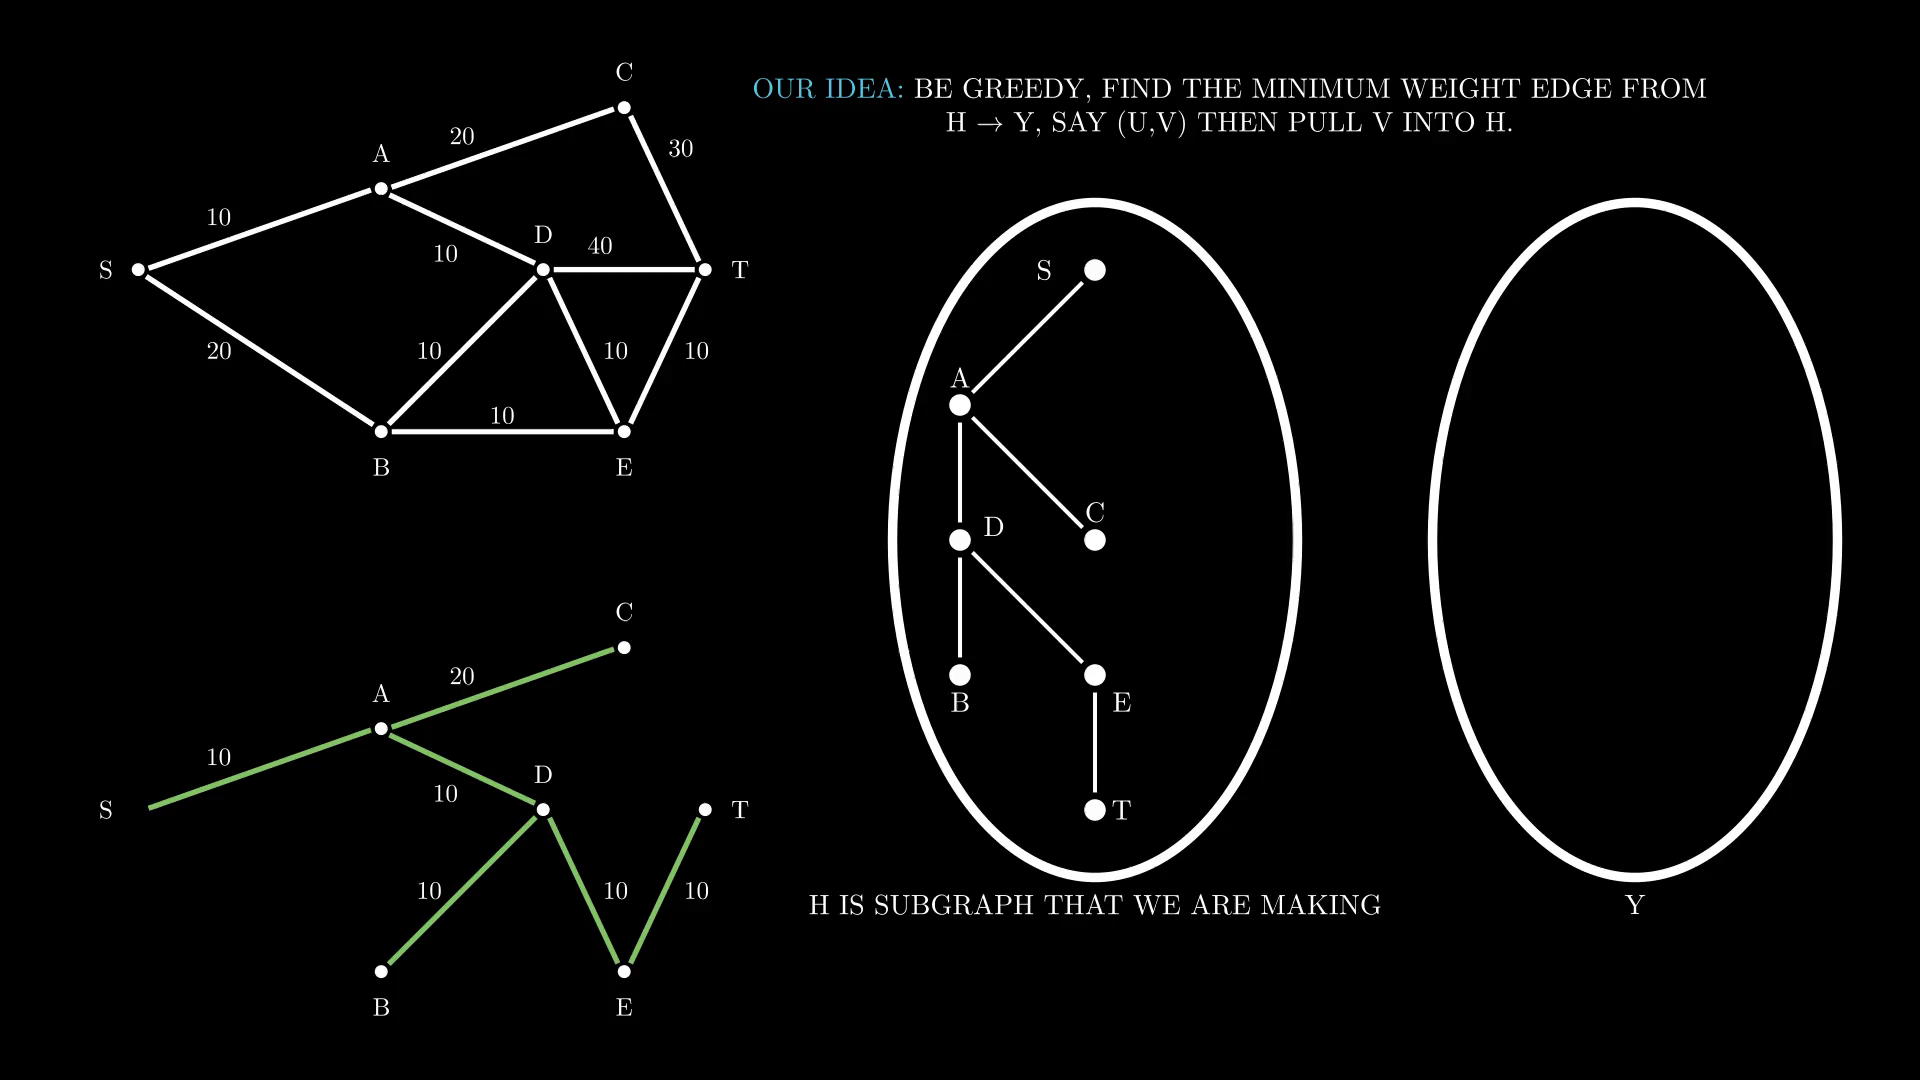 OUR IDEA: BE GREEDY, FIND THE MINIMUM WEIGHT EDGE FROM
H → Y, SAY (U,V) THEN PULL V INTO H.
C
20
30
A
10
D
40
10
S
T
20
10
10
10
10
B
E
S
A
C
D
B
E
T
H IS SUBGRAPH THAT WE ARE MAKING
Y
C
20
A
10
D
10
S
T
10
10
10
B
E